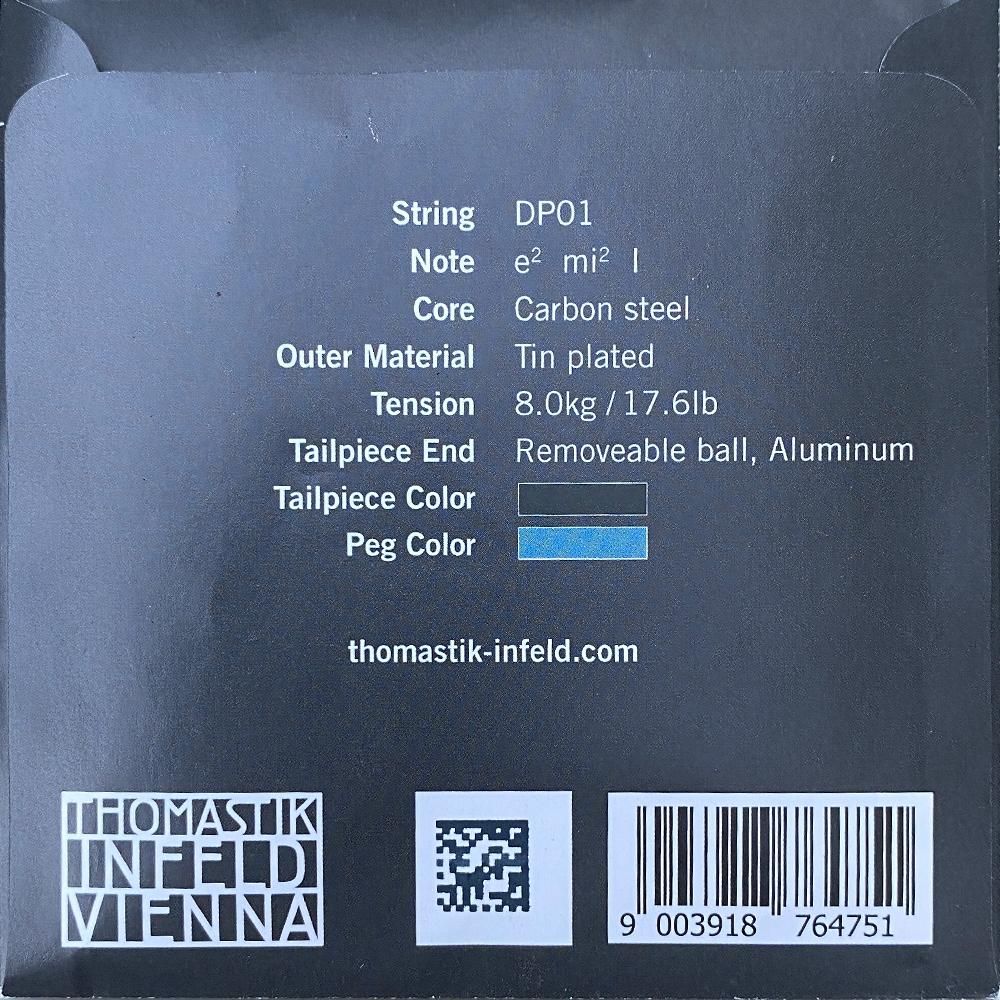 String DP01
Note e² mi² I
Core Carbon steel
Outer Material Tin plated
Tension 8.0kg / 17.6lb
Tailpiece End Removeable ball, Aluminum
Tailpiece Color
Peg Color
thomastik-infeld.com
THOMASTIK
INFELD
VIENNA
9 003918 764751